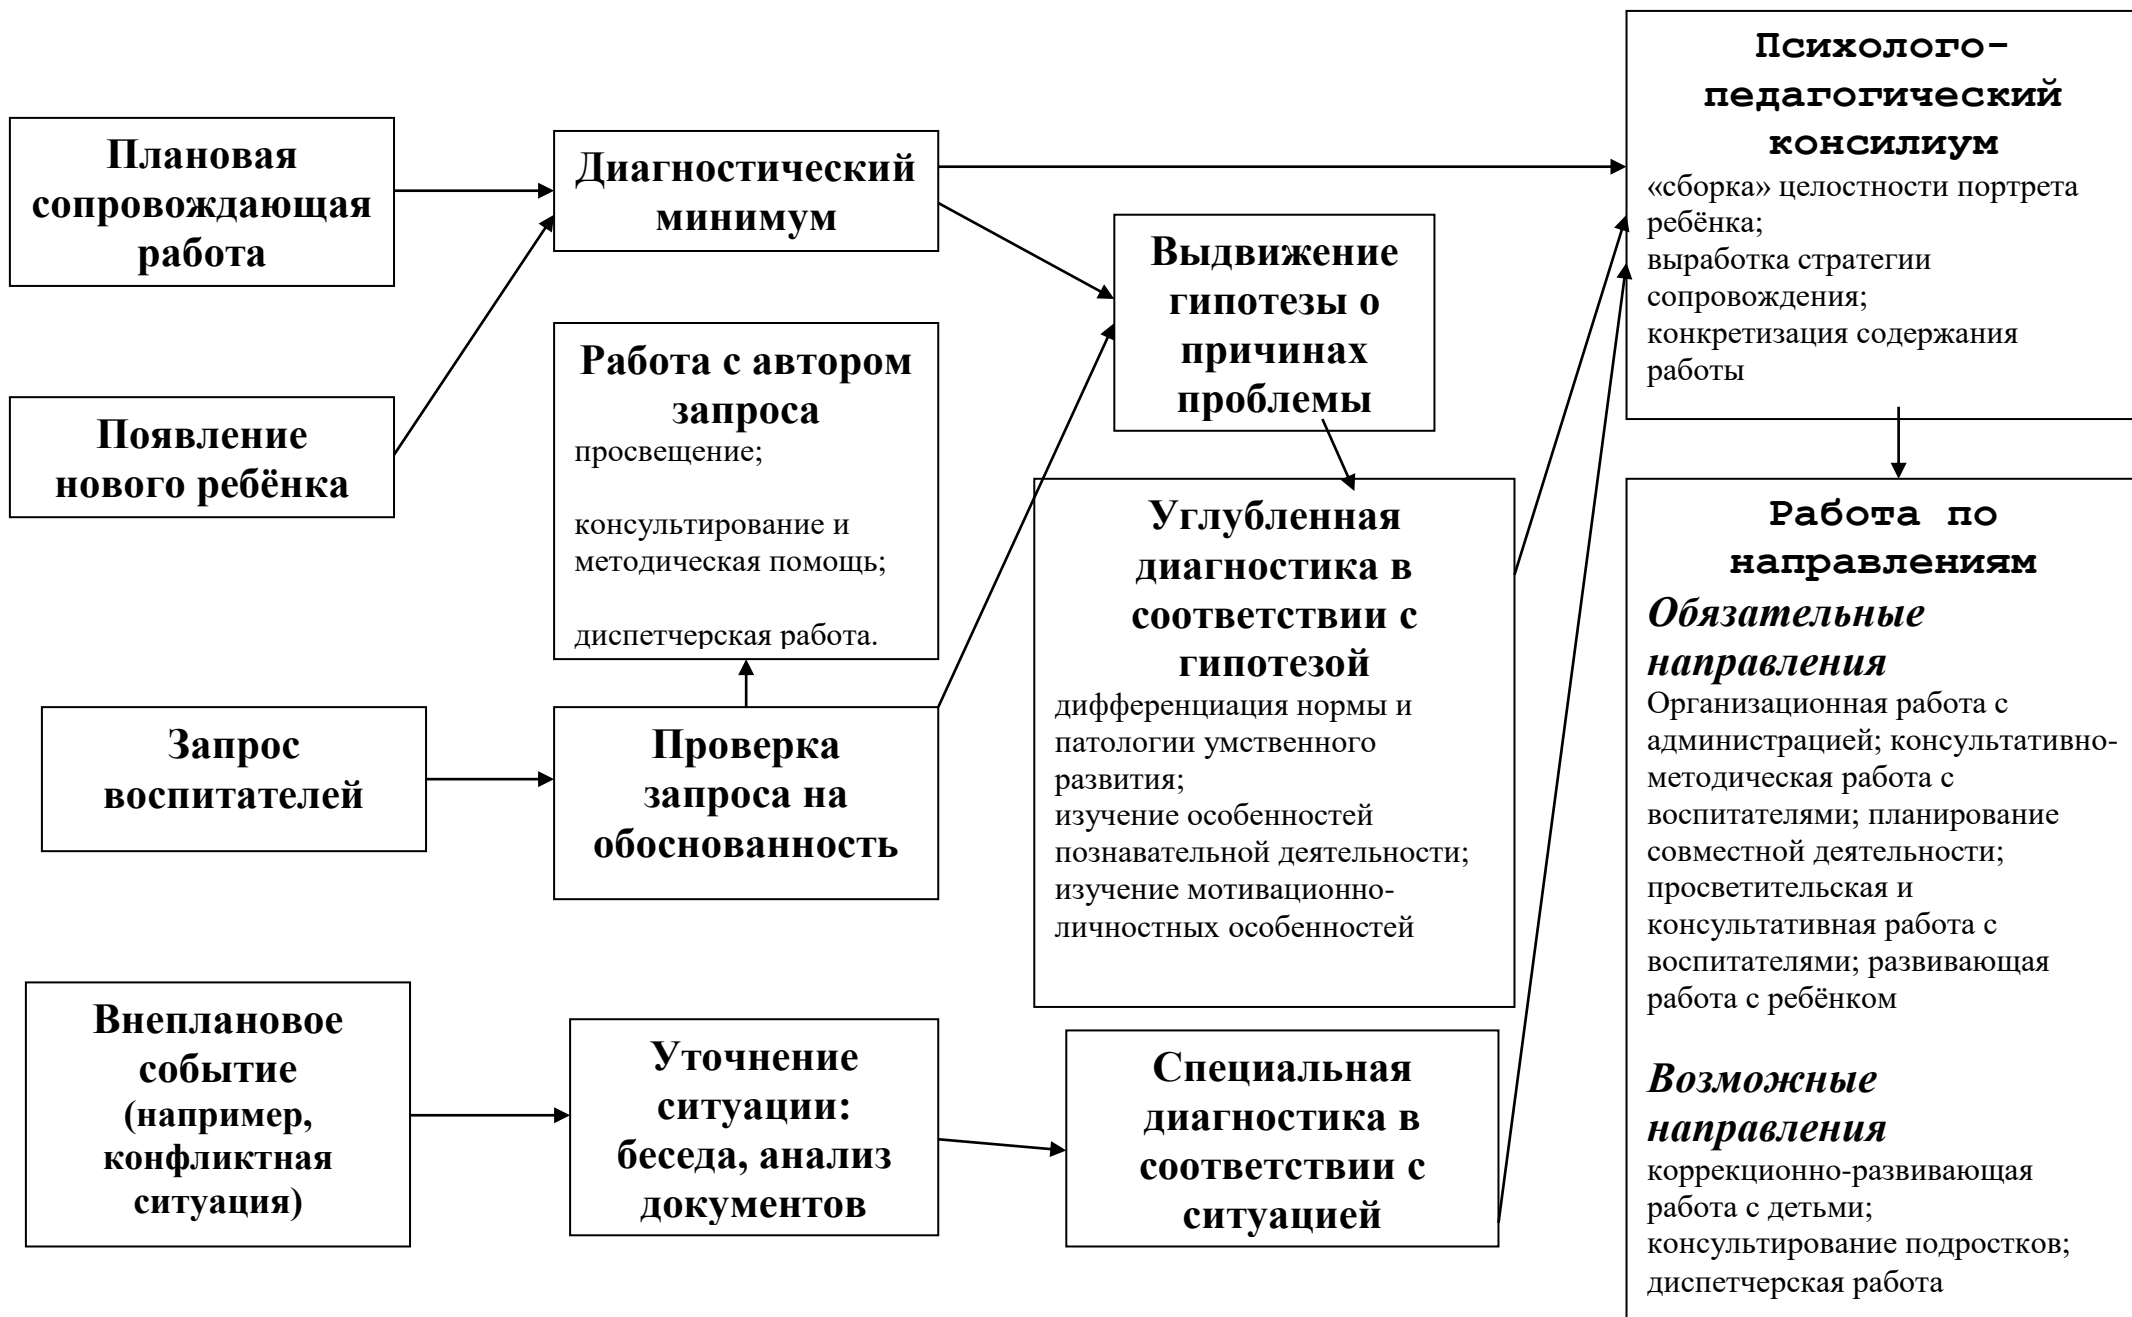 Плановая
сопровождающая
работа
Появление
нового ребёнка
Запрос
воспитателей
Внеплановое
событие
(например,
конфликтная
ситуация)
Диагностический
минимум
Работа с автором
запроса
просвещение;
консультирование и
методическая помощь;
диспетчерская работа.
Проверка
запроса на
обоснованность
Уточнение
ситуации:
беседа, анализ
документов
Выдвижение
гипотезы о
причинах
проблемы
Углубленная
диагностика в
соответствии с
гипотезой
дифференциация нормы и
патологии умственного
развития;
изучение особенностей
познавательной деятельности;
изучение мотивационно-
личностных особенностей
Специальная
диагностика в
соответствии с
ситуацией
Психолого-
педагогический
консилиум
«сборка» целостности портрета
ребёнка;
выработка стратегии
сопровождения;
конкретизация содержания
работы
Работа по
направлениям
Обязательные
направления
Организационная работа с
администрацией; консультативно-
методическая работа с
воспитателями; планирование
совместной деятельности;
просветительская и
консультативная работа с
воспитателями; развивающая
работа с ребёнком
Возможные
направления
коррекционно-развивающая
работа с детьми;
консультирование подростков;
диспетчерская работа